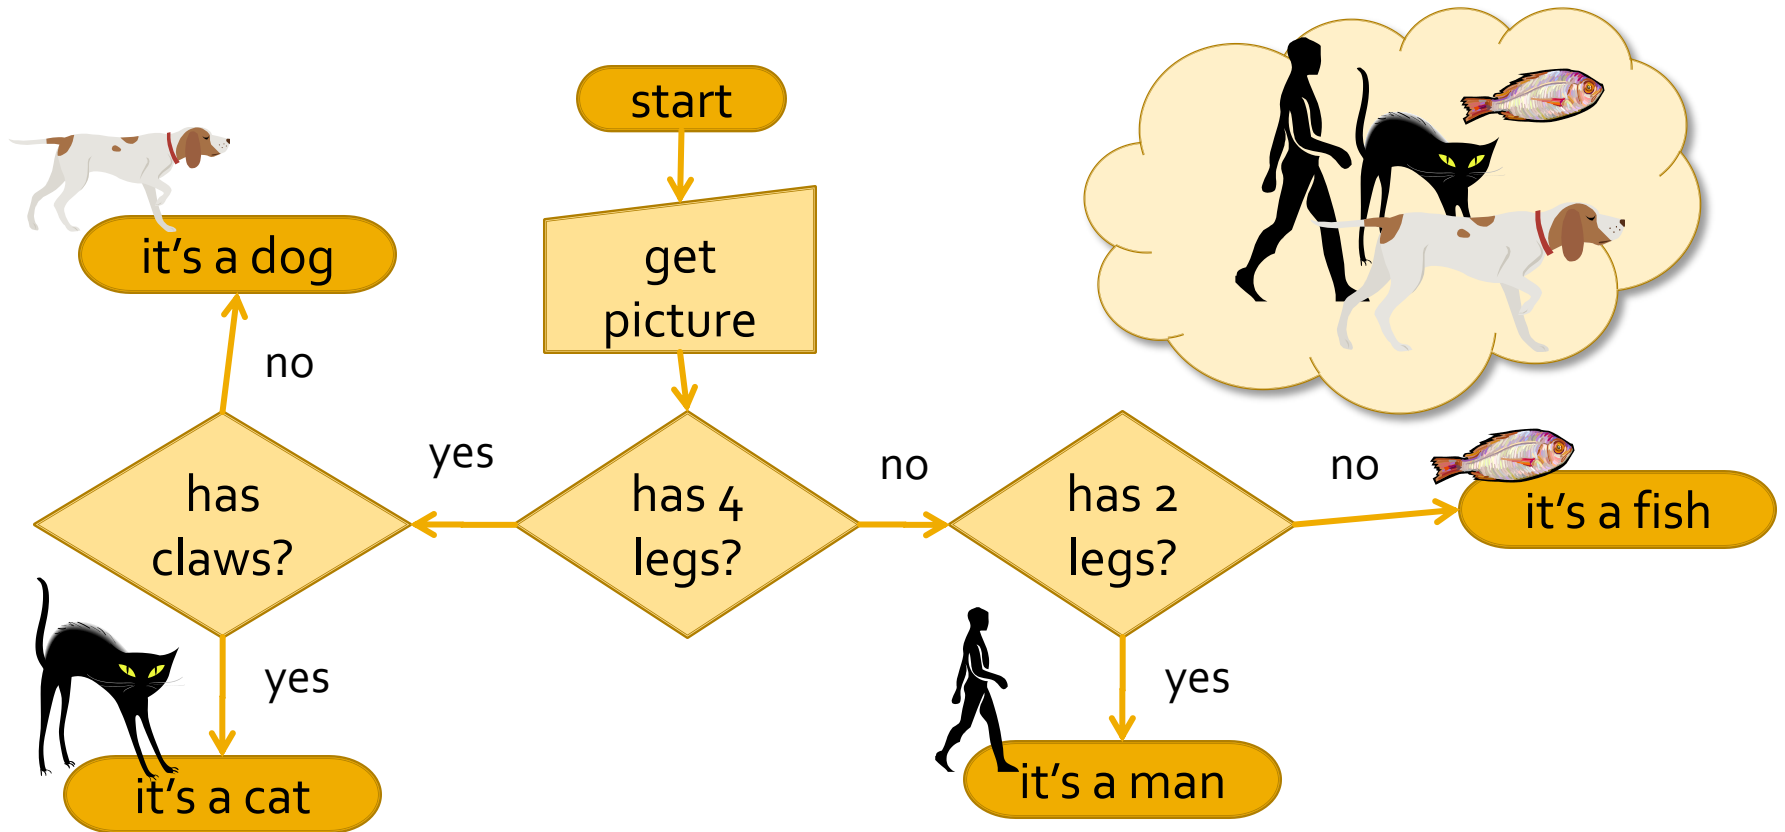 start
get
picture
it's a dog
no
has
claws?
yes
has 4
legs?
no
has 2
legs?
no
it's a fish
yes
it's a cat
yes
it's a man